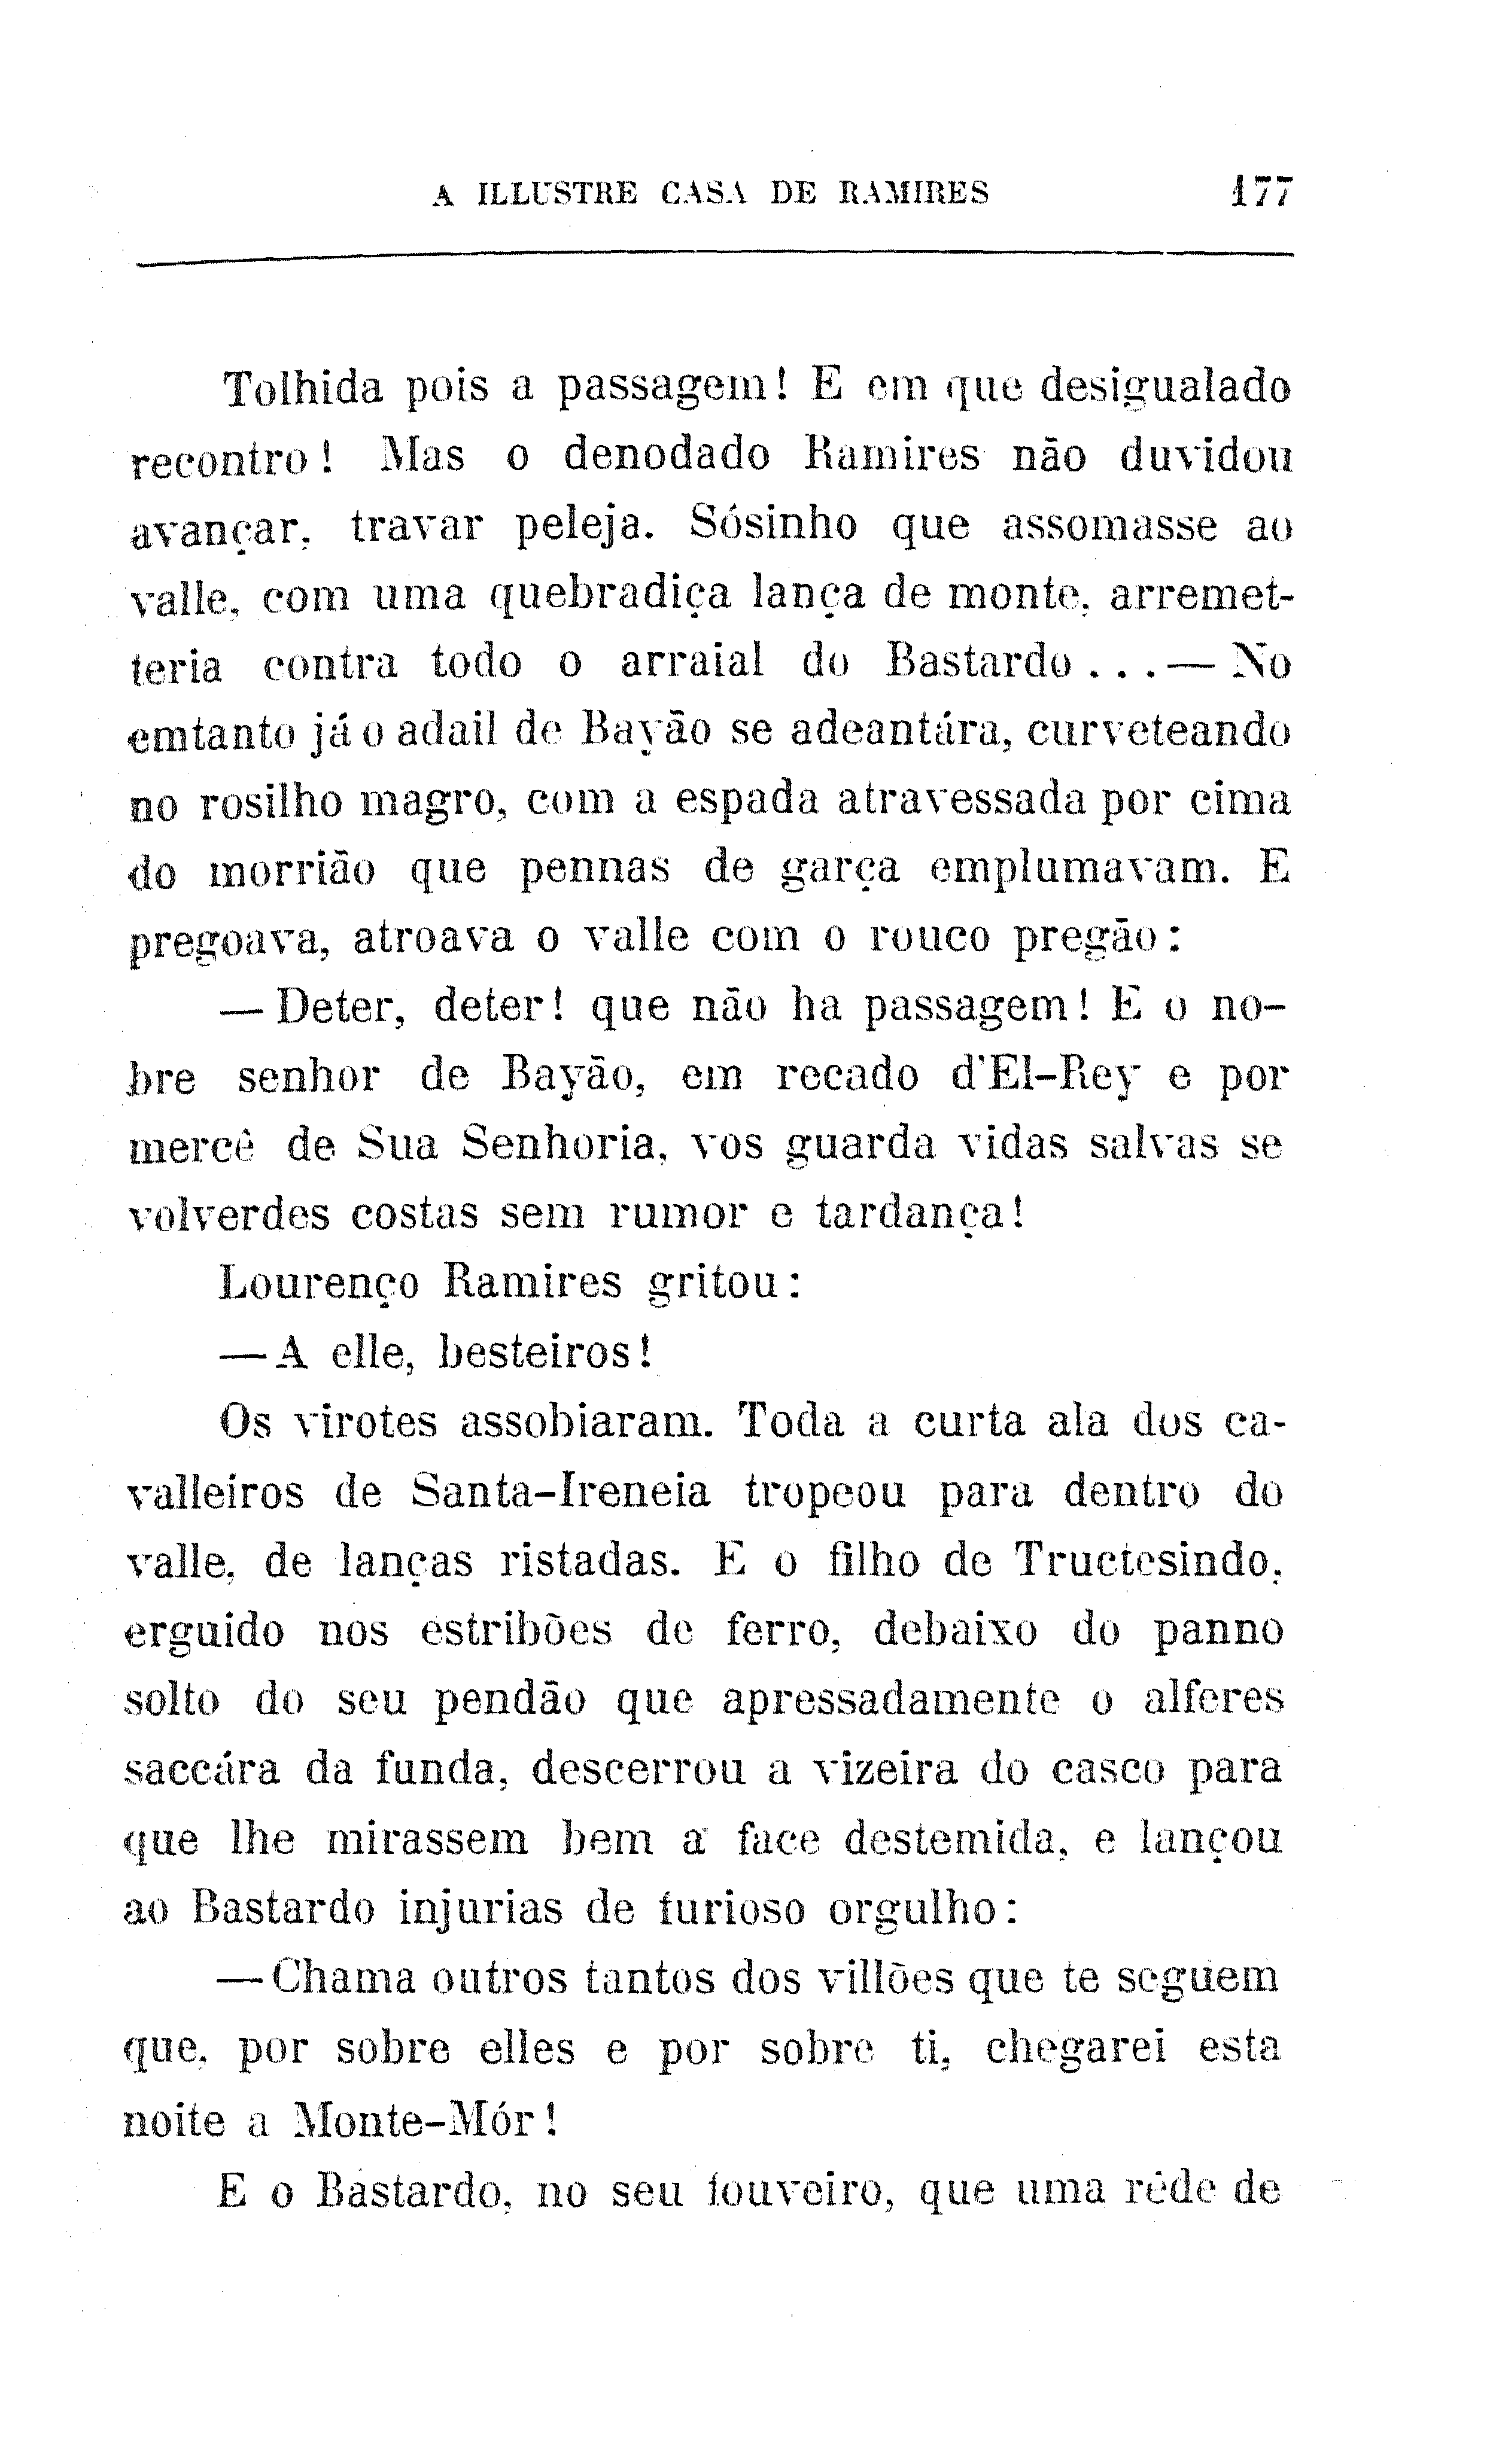 A ILLUSTRE CASA DE RAMIRES 177
Tolhida pois a passagem! E em que desigualado
recontro! Mas o denodado Ramires não duvidou
avançar, travar peleja. Sósinho que assomasse ao
valle, com uma quebradiça lança de monte, arremet-
teria contra todo o arraial do Bastardo...— No
emtanto já o adail de Bayão se adeantára, curveteando
no rosilho magro, com a espada atravessada por cima
do morrião que pennas de garça emplumavam. E
pregoava, atroava o valle com o rouco pregão:
— Deter, deter! que não ha passagem! E o no-
bre senhor de Bayão, em recado d'El-Rey e por
mercê de Sua Senhoria, vos guarda vidas salvas se
volverdes costas sem rumor e tardança!
Lourenço Ramires gritou:
— A elle, besteiros!
Os virotes assobiaram. Toda a curta ala dos ca-
valleiros de Santa-Ireneia tropeou para dentro do
valle, de lanças ristadas. E o filho de Tructesindo,
erguido nos estribões de ferro, debaixo do panno
solto do seu pendão que apressadamente o alferes
saccára da funda, descerrou a vizeira do casco para
que lhe mirassem bem a face destemida, e lançou
ao Bastardo injurias de furioso orgulho:
— Chama outros tantos dos villões que te seguem
que, por sobre elles e por sobre ti, chegarei esta
noite a Monte-Mór!
E o Bastardo, no seu fouveiro, que uma rêde de